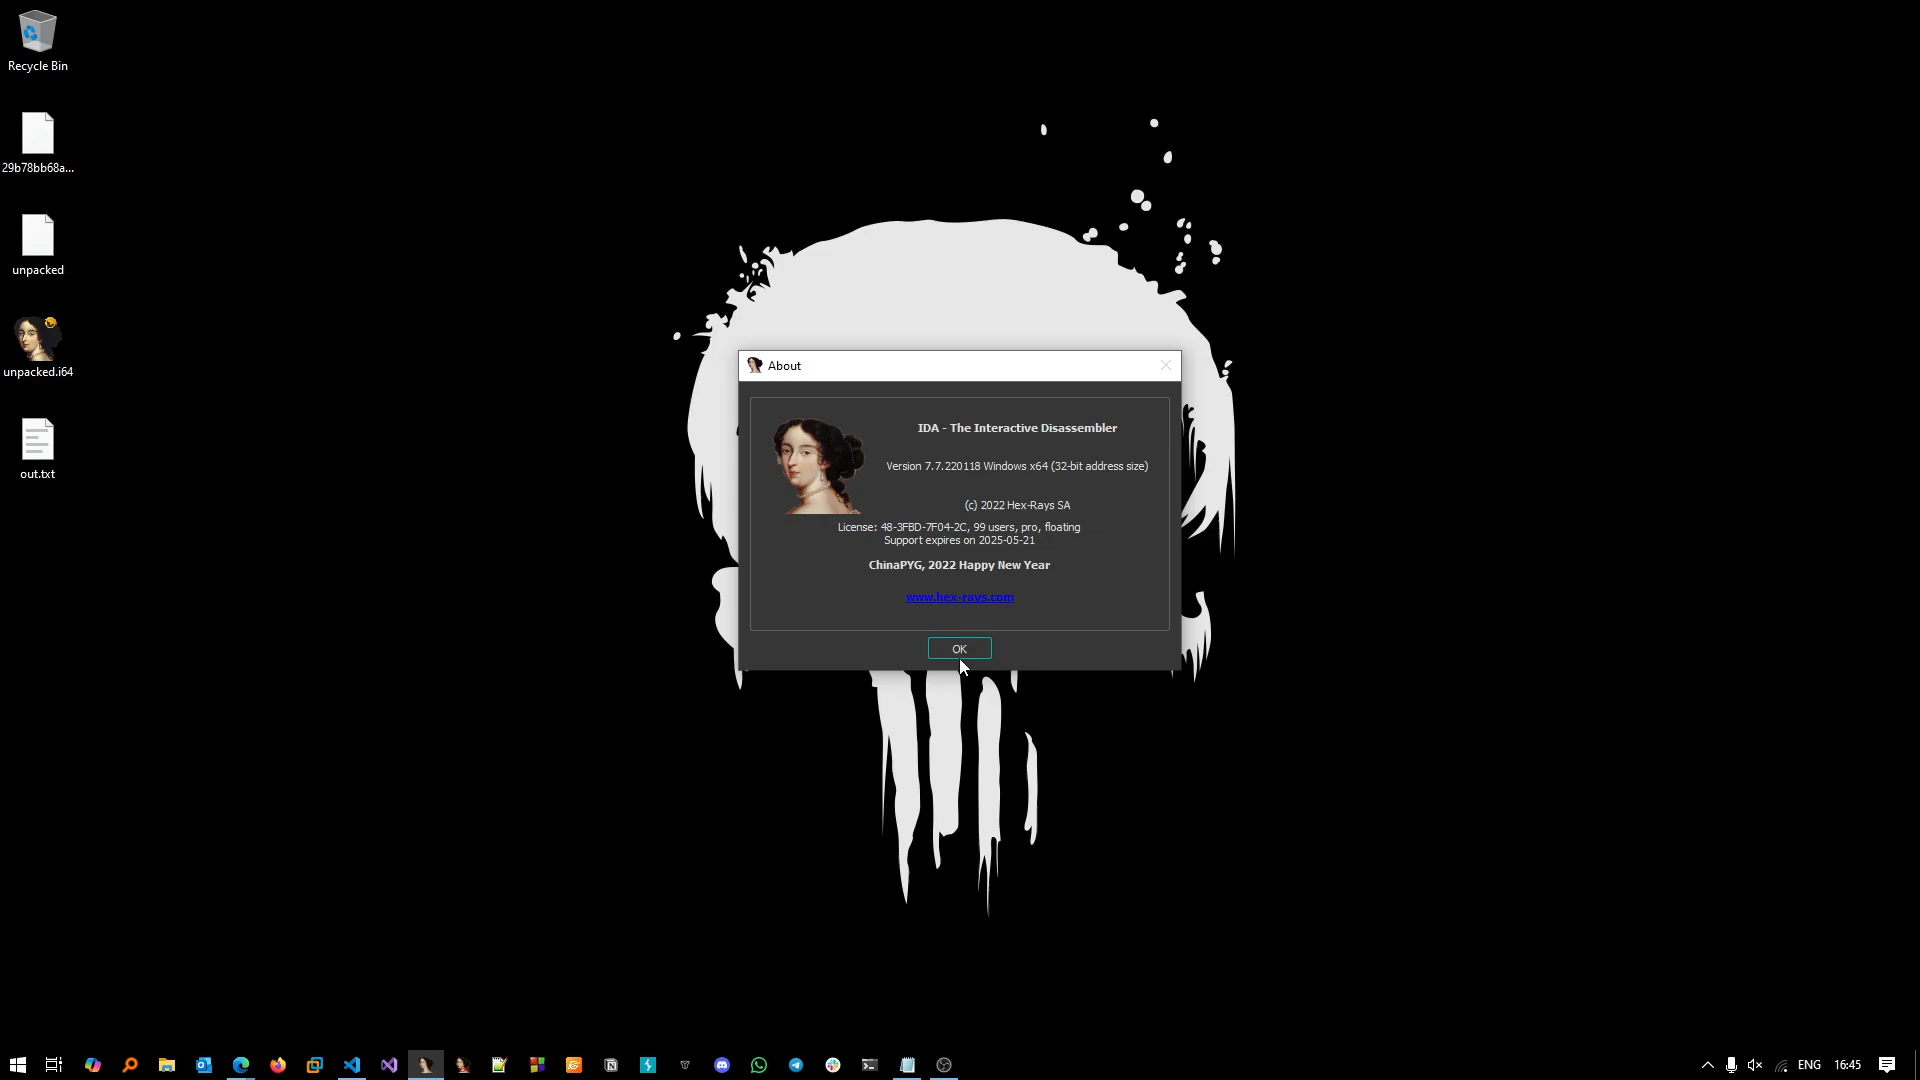 Recycle Bin
29b78bb68a...
unpacked
unpacked.i64
out.txt
About
IDA - The Interactive Disassembler
Version 7.7.220118 Windows x64 (32-bit address size)
(c) 2022 Hex-Rays SA
License: 48-3FBD-7F04-2C, 99 users, pro, floating
Support expires on 2025-05-21
ChinaPYG, 2022 Happy New Year
www.hex-rays.com
OK
ENG
16:45